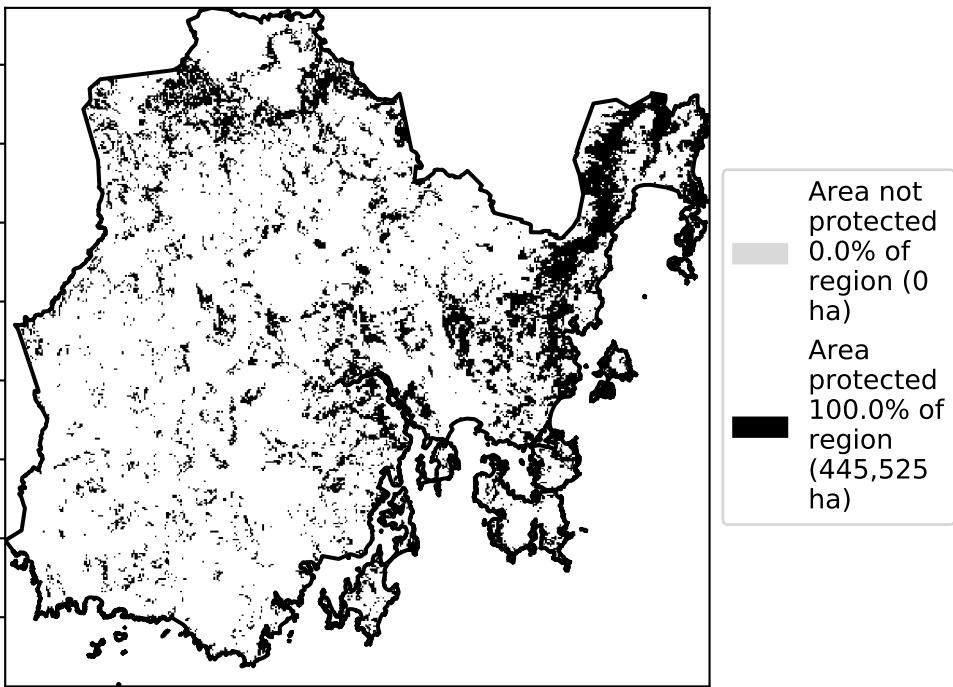 Area not
protected
0.0% of
region (0
ha)
Area
protected
100.0% of
region
(445,525
ha)